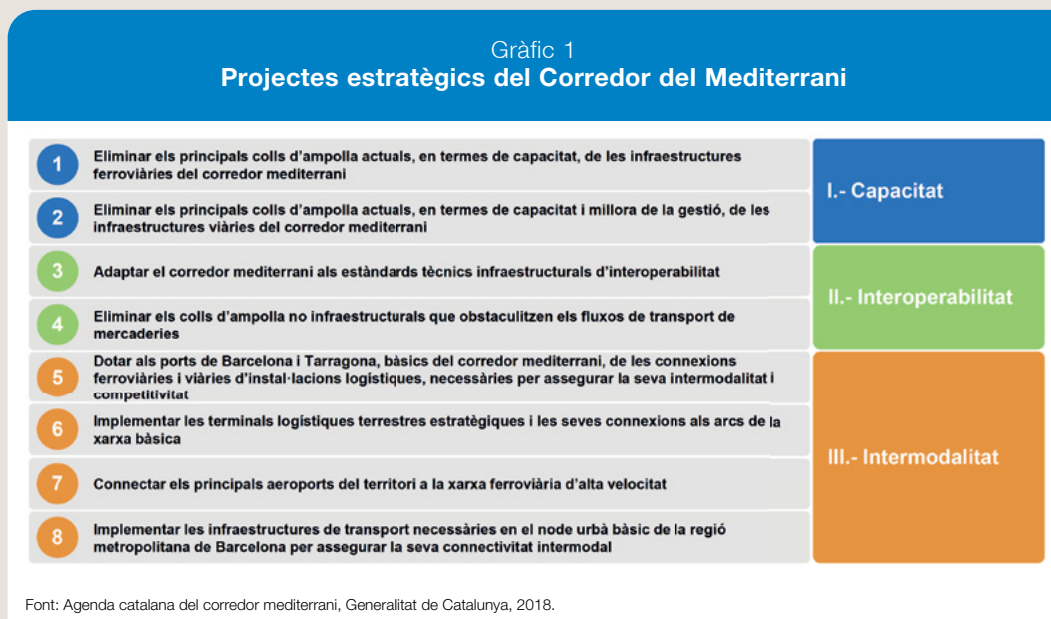 Gràfic 1
Projectes estratègics del Corredor del Mediterrani
1
Eliminar els principals colls d'ampolla actuals, en termes de capacitat, de les infraestructures
ferroviàries del corredor mediterrani
2
Eliminar els principals colls d'ampolla actuals, en termes de capacitat i millora de la gestió, de les
infraestructures viàries del corredor mediterrani
I.- Capacitat
3
Adaptar el corredor mediterrani als estàndards tècnics infraestructurals d'interoperabilitat
4
Eliminar els colls d'ampolla no infraestructurals que obstaculitzen els fluxos de transport de
mercaderies
II.- Interoperabilitat
5
Dotar als ports de Barcelona i Tarragona, bàsics del corredor mediterrani, de les connexions
ferroviàries i viàries d'instal·lacions logístiques, necessàries per assegurar la seva intermodalitat i
competitivitat
6
Implementar les terminals logístiques terrestres estratègiques i les seves connexions als arcs de la
xarxa bàsica
7
Connectar els principals aeroports del territori a la xarxa ferroviària d'alta velocitat
8
Implementar les infraestructures de transport necessàries en el node urbà bàsic de la regió
metropolitana de Barcelona per assegurar la seva connectivitat intermodal
III.- Intermodalitat
Font: Agenda catalana del corredor mediterrani, Generalitat de Catalunya, 2018.